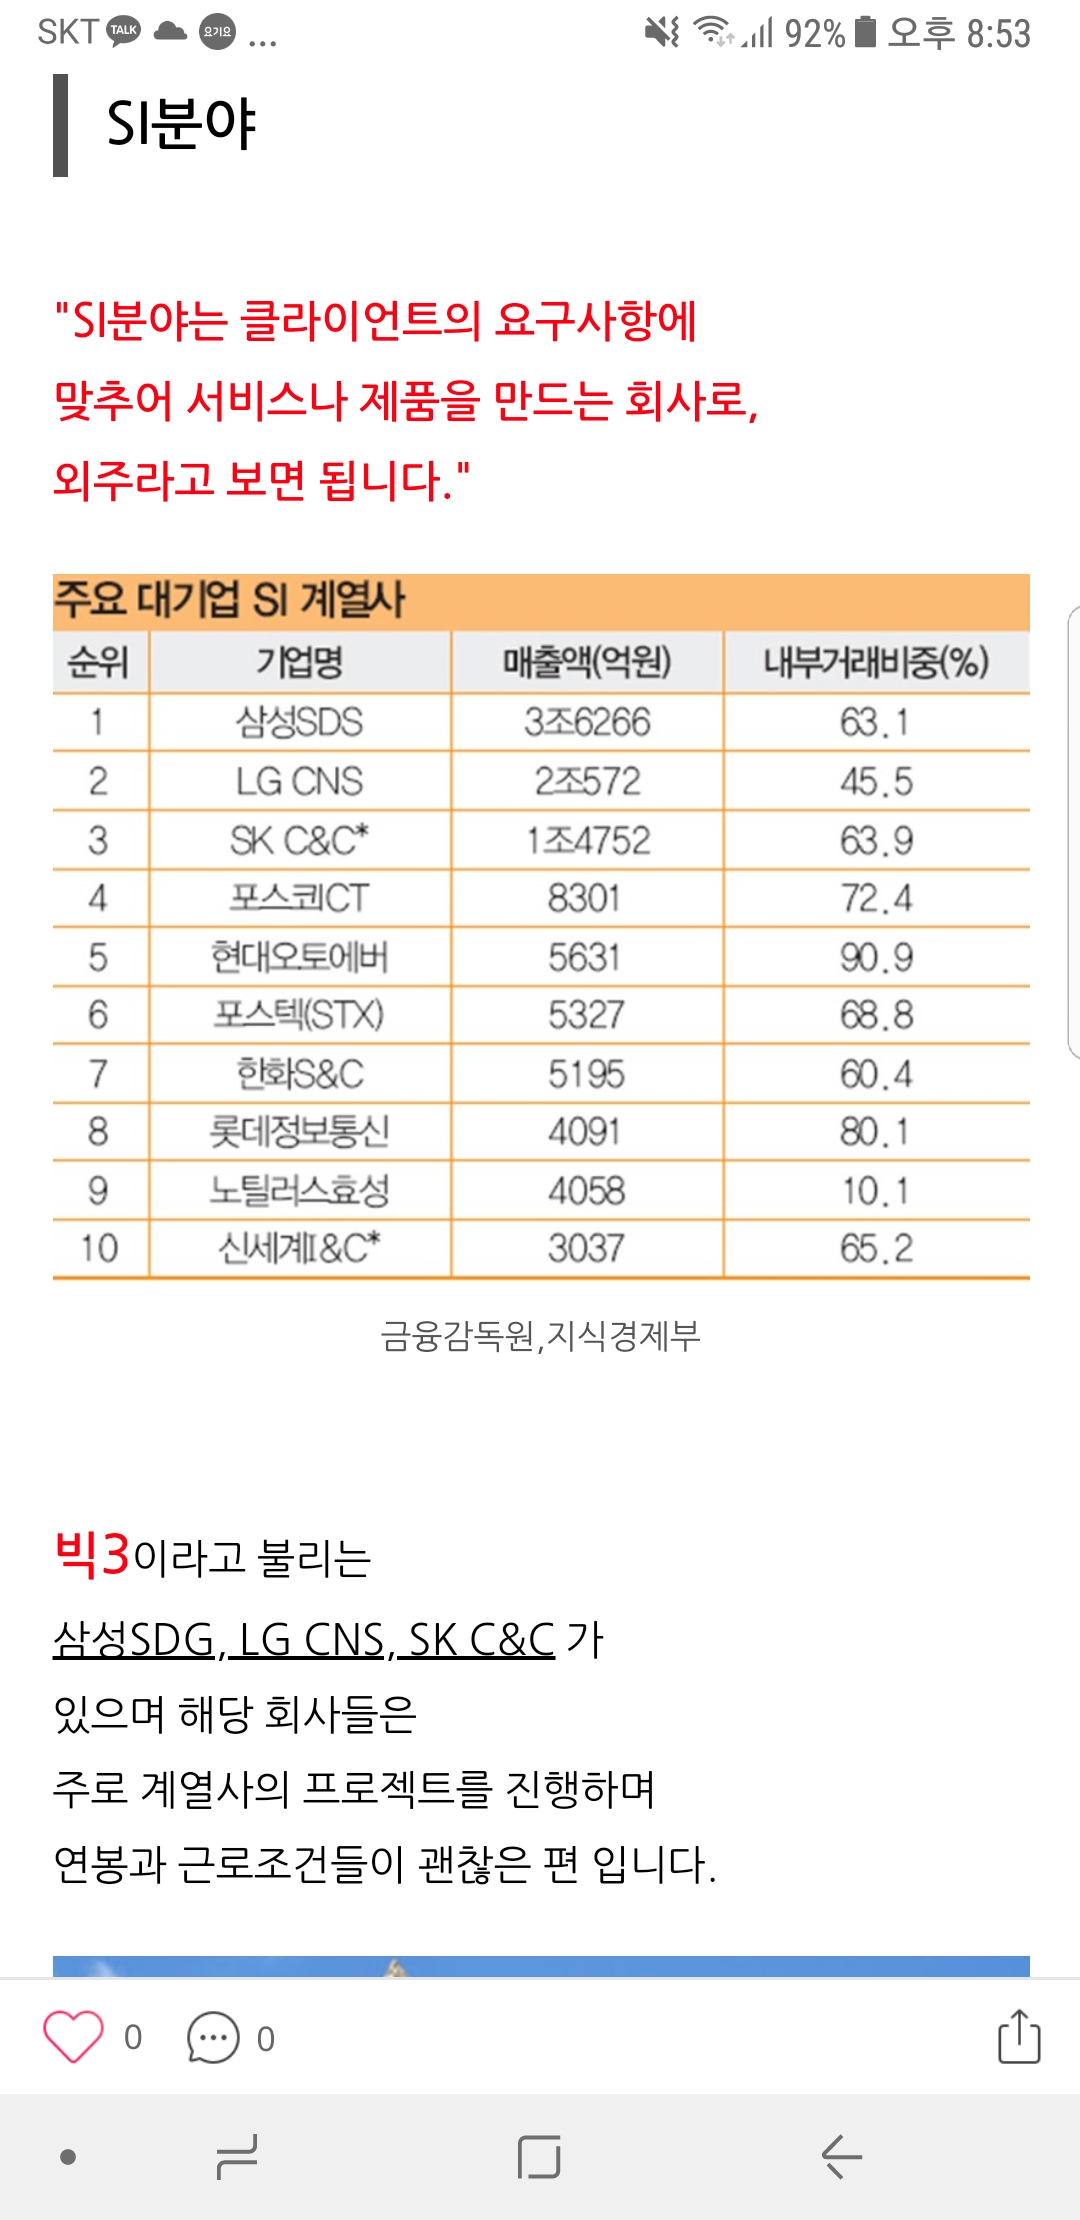 SKT TALK 요기요 ... 92% 오후 8:53
SI분야
"SI분야는 클라이언트의 요구사항에
맞추어 서비스나 제품을 만드는 회사로,
외주라고 보면 됩니다."
주요 대기업 SI 계열사
순위 기업명 매출액(억원) 내부거래비중(%)
1 삼성SDS 3조6266 63.1
2 LG CNS 2조572 45.5
3 SK C&C* 1조4752 63.9
4 포스코ICT 8301 72.4
5 현대오토에버 5631 90.9
6 포스텍(STX) 5327 68.8
7 한화S&C 5195 60.4
8 롯데정보통신 4091 80.1
9 노틸러스효성 4058 10.1
10 신세계I&C* 3037 65.2
금융감독원,지식경제부
빅3이라고 불리는
삼성SDG, LG CNS, SK C&C 가
있으며 해당 회사들은
주로 계열사의 프로젝트를 진행하며
연봉과 근로조건들이 괜찮은 편 입니다.
0 0